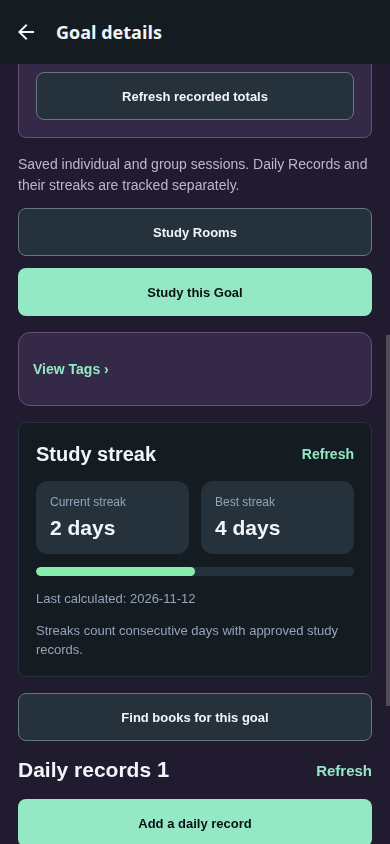 Goal details
Refresh recorded totals
Saved individual and group sessions. Daily Records and
their streaks are tracked separately.
Study Rooms
Study this Goal
View Tags ›
Study streak
Refresh
Current streak
2 days
Best streak
4 days
Last calculated: 2026-11-12
Streaks count consecutive days with approved study
records.
Find books for this goal
Daily records 1
Refresh
Add a daily record